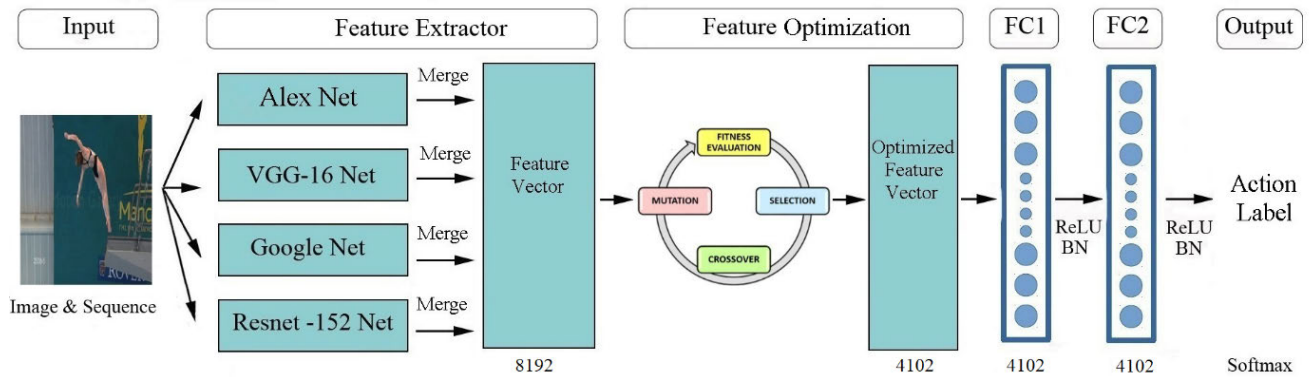 Input
Feature Extractor
Feature Optimization
FC1
FC2
Output
Alex Net
VGG-16 Net
Google Net
Resnet -152 Net
Merge
Merge
Merge
Merge
Feature
Vector
FITNESS
EVALUATION
MUTATION
SELECTION
CROSSOVER
Optimized
Feature
Vector
ReLU
BN
ReLU
BN
Action
Label
Image & Sequence
8192
4102
4102
4102
Softmax